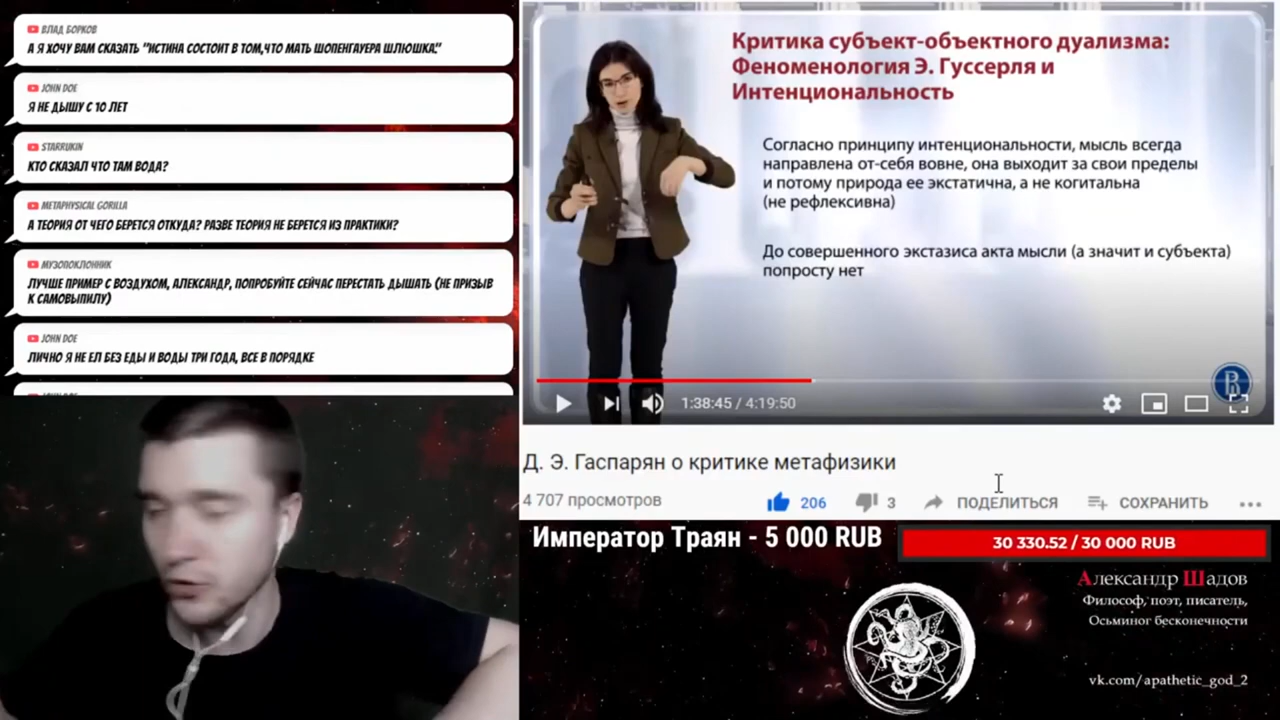 ВЛАД БОРКОВ
А Я ХОЧУ ВАМ СКАЗАТЬ "ИСТИНА СОСТОИТ В ТОМ,ЧТО МАТЬ ШОПЕНГАУЕРА ШЛЮШКА."
JOHN DOE
Я НЕ ДЫШУ С 10 ЛЕТ
STARRUKIN
КТО СКАЗАЛ ЧТО ТАМ ВОДА?
METAPHYSICAL GORILLA
А ТЕОРИЯ ОТ ЧЕГО БЕРЕТСЯ ОТКУДА? РАЗВЕ ТЕОРИЯ НЕ БЕРЕТСЯ ИЗ ПРАКТИКИ?
МУЗОПОКЛОННИК
ЛУЧШЕ ПРИМЕР С ВОЗДУХОМ, АЛЕКСАНДР, ПОПРОБУЙТЕ СЕЙЧАС ПЕРЕСТАТЬ ДЫШАТЬ (НЕ ПРИЗЫВ
К САМОВЫПИЛУ)
JOHN DOE
ЛИЧНО Я НЕ ЕЛ БЕЗ ЕДЫ И ВОДЫ ТРИ ГОДА, ВСЕ В ПОРЯДКЕ
Критика субъект-объектного дуализма:
Феноменология Э. Гуссерля и
Интенциональность
Согласно принципу интенциональности, мысль всегда
направлена от-себя вовне, она выходит за свои пределы
и потому природа ее экстатична, а не когитальна
(не рефлексивна)
До совершенного экстазиса акта мысли (а значит и субъекта)
попросту нет
1:38:45 / 4:19:50
Д. Э. Гаспарян о критике метафизики
4 707 просмотров
206
3
ПОДЕЛИТЬСЯ
СОХРАНИТЬ
Император Траян - 5 000 RUB
30 330.52 / 30 000 RUB
Александр Шадов
Философ, поэт, писатель,
Осьминог бесконечности
vk.com/apathetic_god_2